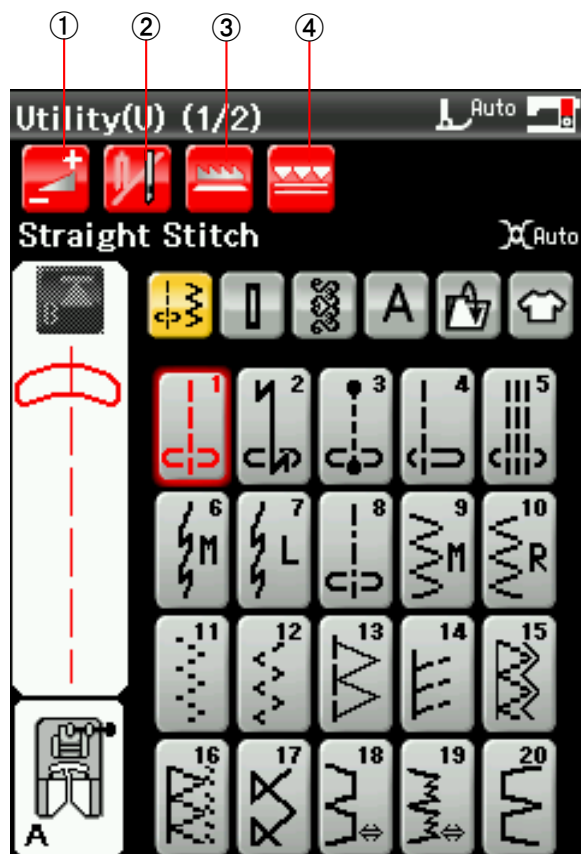 ① ② ③ ④
Utility(U) (1/2) Auto
Straight Stitch Auto
B
A
1 2 3 4 5
6 M 7 L 8 9 M 10 R
11 12 13 14 15
16 17 18 19 20
A